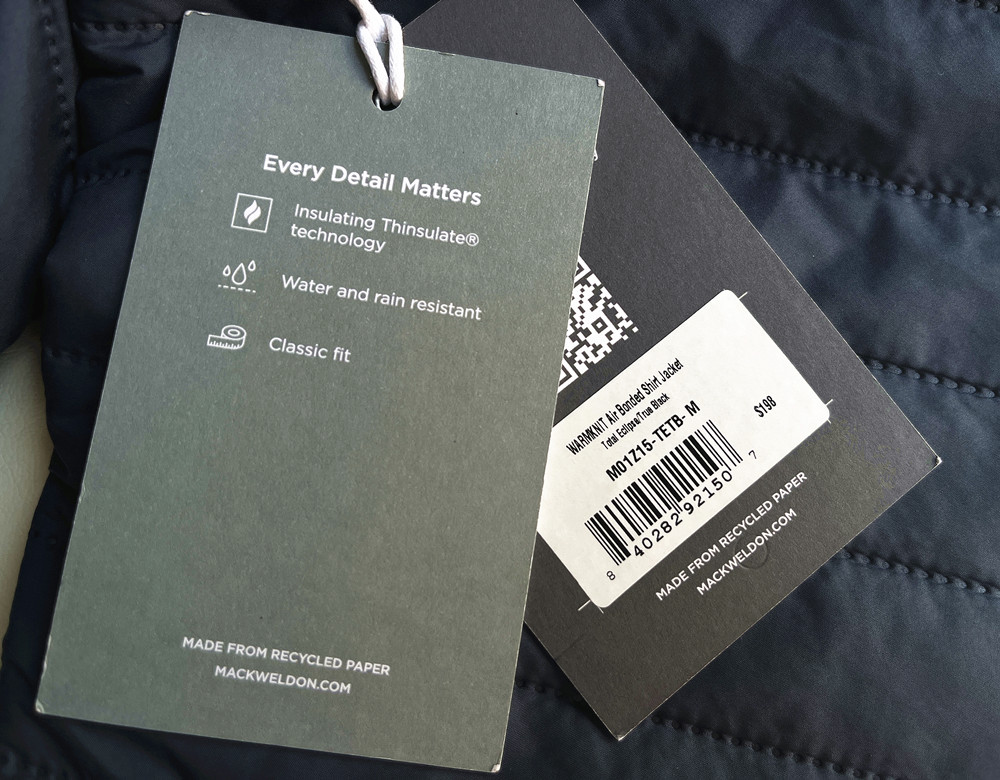 Every Detail Matters
Insulating Thinsulate®
technology
Water and rain resistant
Classic fit
MADE FROM RECYCLED PAPER
MACKWELDON.COM
WARMKNIT Air Bonded Shirt Jacket
Total Eclipse/True Black
M01Z15-TETB- M
$198
8 40282 92150 7
MADE FROM RECYCLED PAPER
MACKWELDON.COM